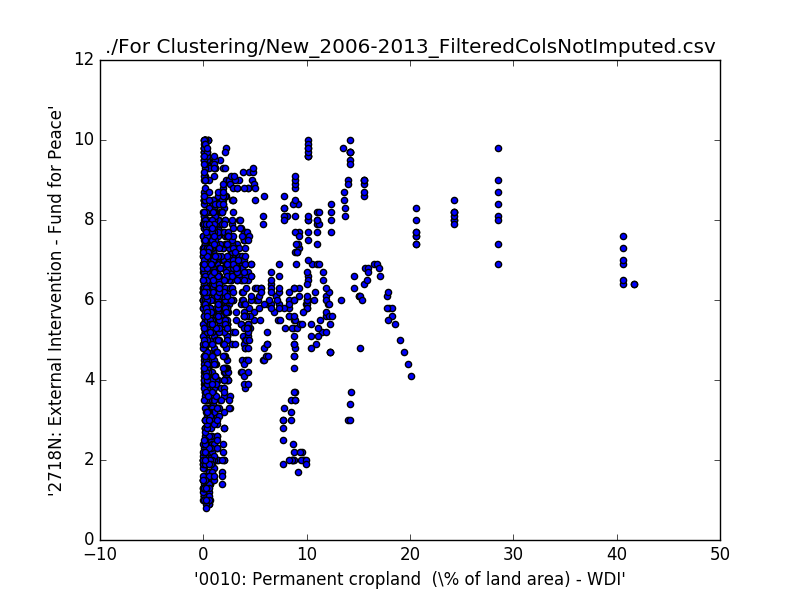 ./For Clustering/New_2006-2013_FilteredColsNotImputed.csv
12
10
8
6
4
2
0
'2718N: External Intervention - Fund for Peace'
−10 0 10 20 30 40 50
'0010: Permanent cropland  (\% of land area) - WDI'